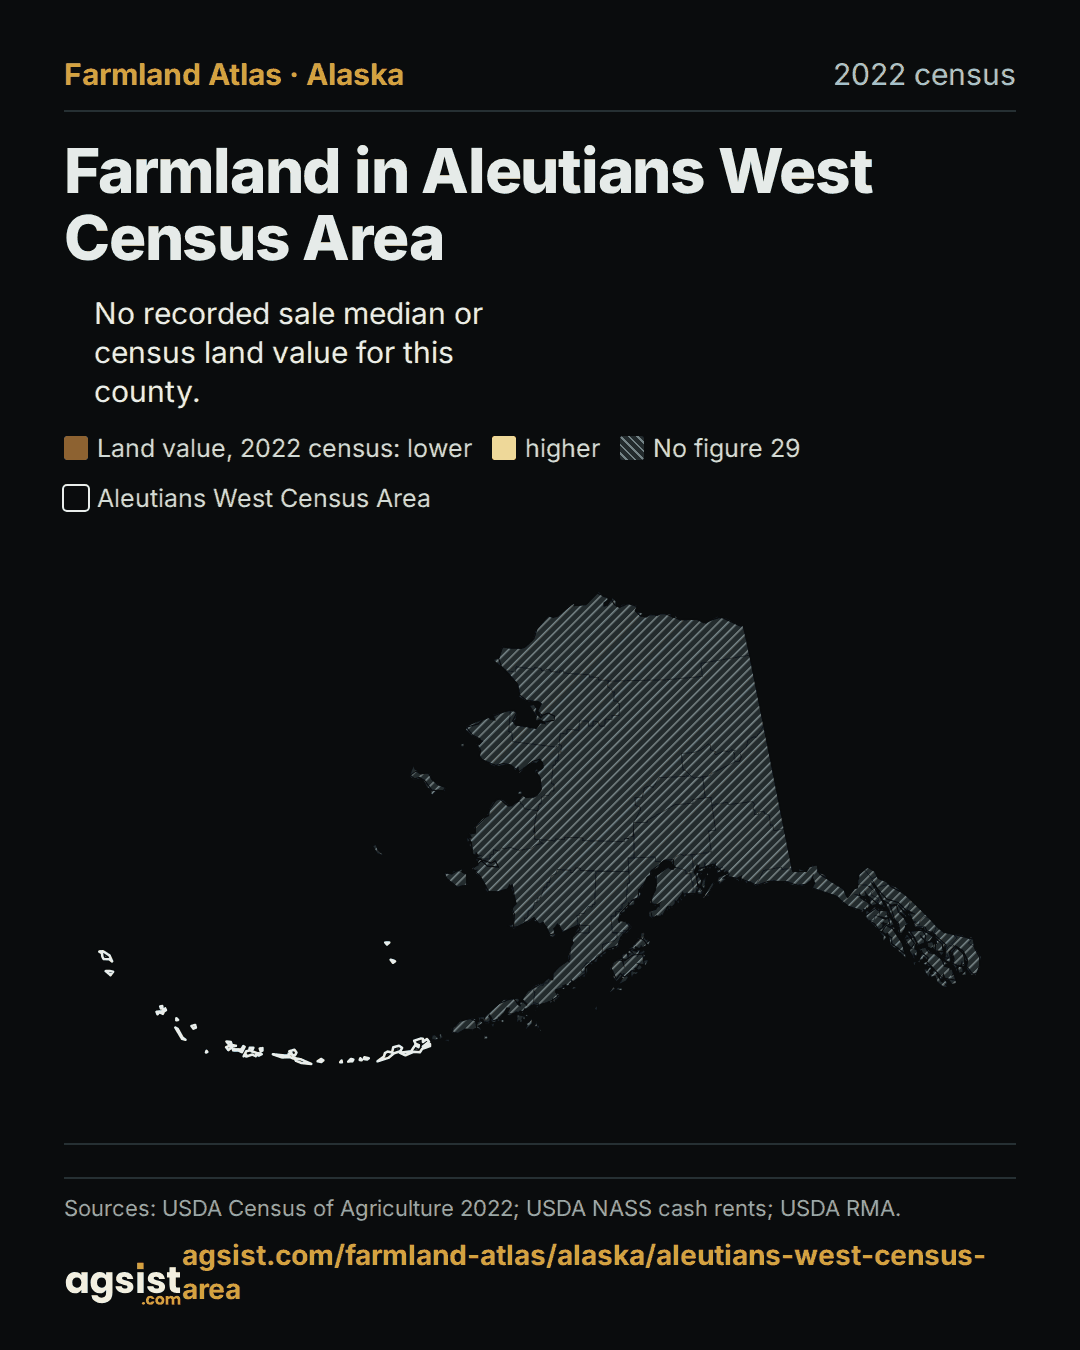 Farmland Atlas · Alaska
2022 census
Farmland in Aleutians West
Census Area
No recorded sale median or
census land value for this
county.
Land value, 2022 census: lower
higher
No figure 29
Aleutians West Census Area
Sources: USDA Census of Agriculture 2022; USDA NASS cash rents; USDA RMA.
agsist.com
agsist.com/farmland-atlas/alaska/aleutians-west-census-
area